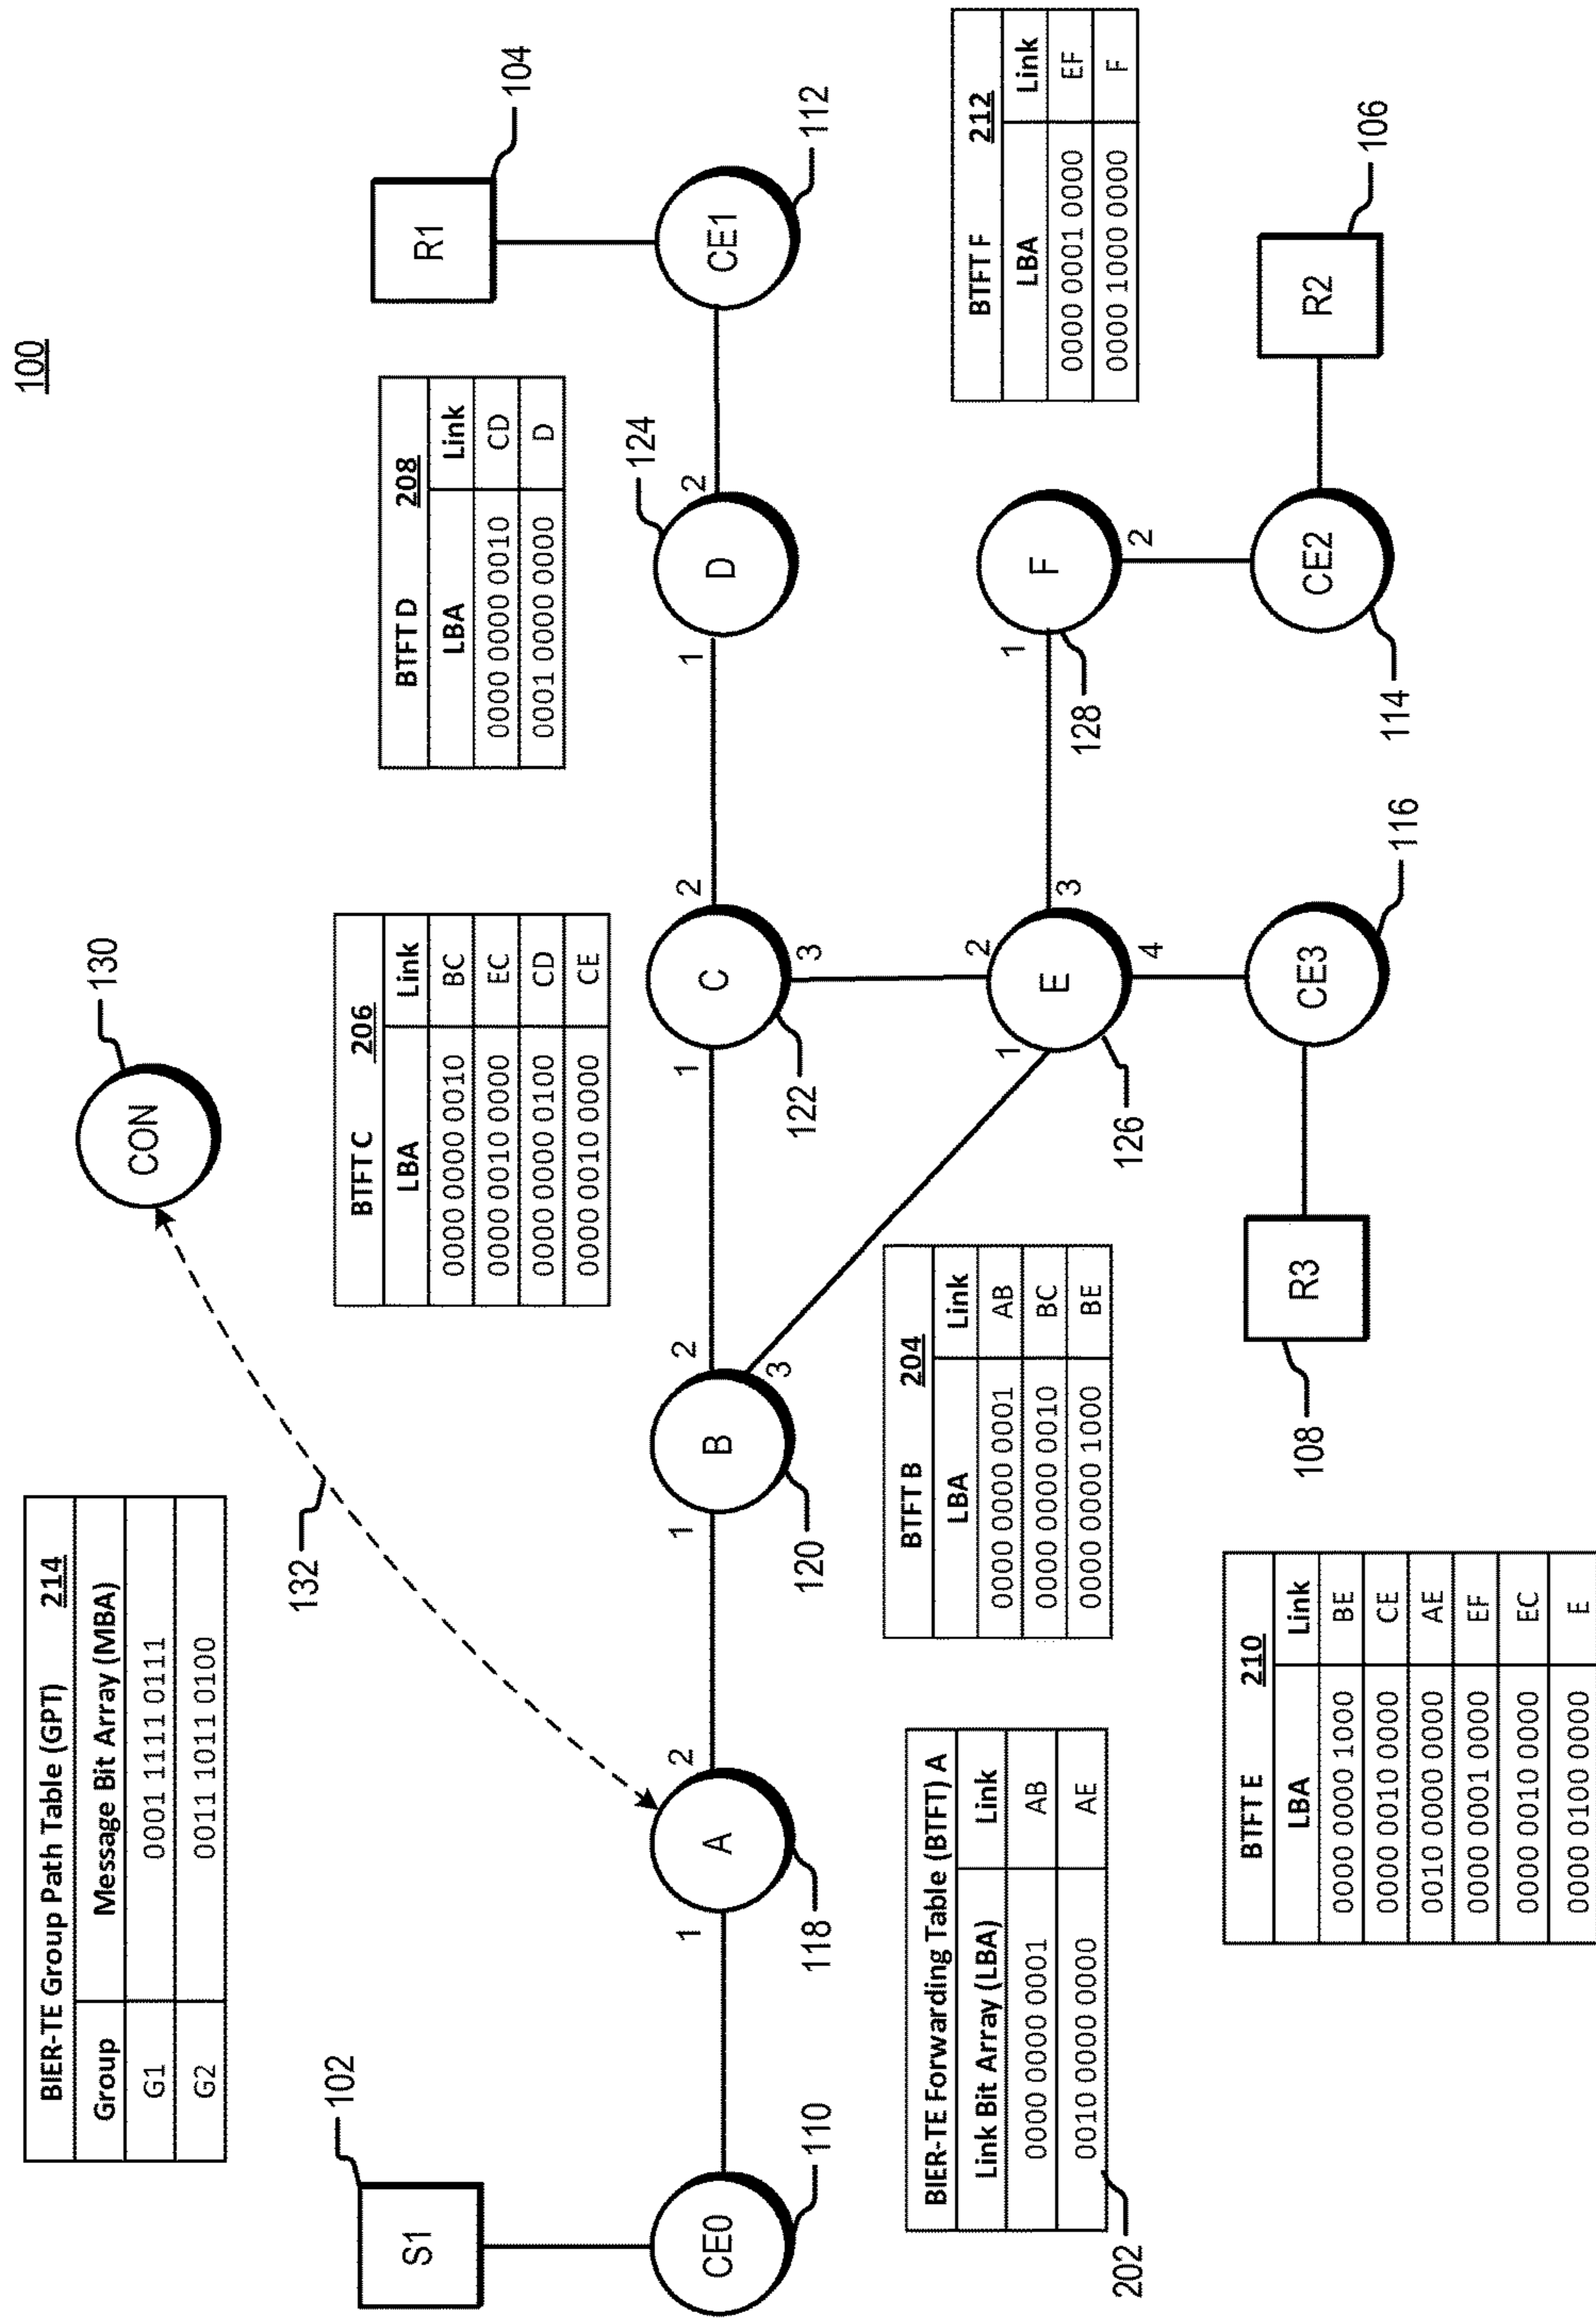 100
BIER-TE Group Path Table (GPT) 214
Group Message Bit Array (MBA)
G1 0001 1111 0111
G2 0011 1011 0100
CON
130
132
S1
102
BTFT C 206
LBA Link
0000 0000 0010 BC
0000 0010 0000 EC
0000 0000 0100 CD
0000 0010 0000 CE
BTFT D 208
LBA Link
0000 0000 0010 CD
0001 0000 0000 D
R1
104
CE0
110
1
A
2
118
1
B
2
3
120
1
C
2
3
122
1
D
2
124
CE1
112
BIER-TE Forwarding Table (BTFT) A
Link Bit Array (LBA) Link
0000 0000 0001 AB
0010 0000 0000 AE
202
BTFT B 204
LBA Link
0000 0000 0001 AB
0000 0000 0010 BC
0000 0000 1000 BE
1
E
2
3
4
126
1
F
2
128
BTFT F 212
LBA Link
0000 0001 0000 EF
0000 1000 0000 F
BTFT E 210
LBA Link
0000 0000 1000 BE
0000 0010 0000 CE
0010 0000 0000 AE
0000 0001 0000 EF
0000 0010 0000 EC
0000 0100 0000 E
R3
108
CE3
116
CE2
114
R2
106